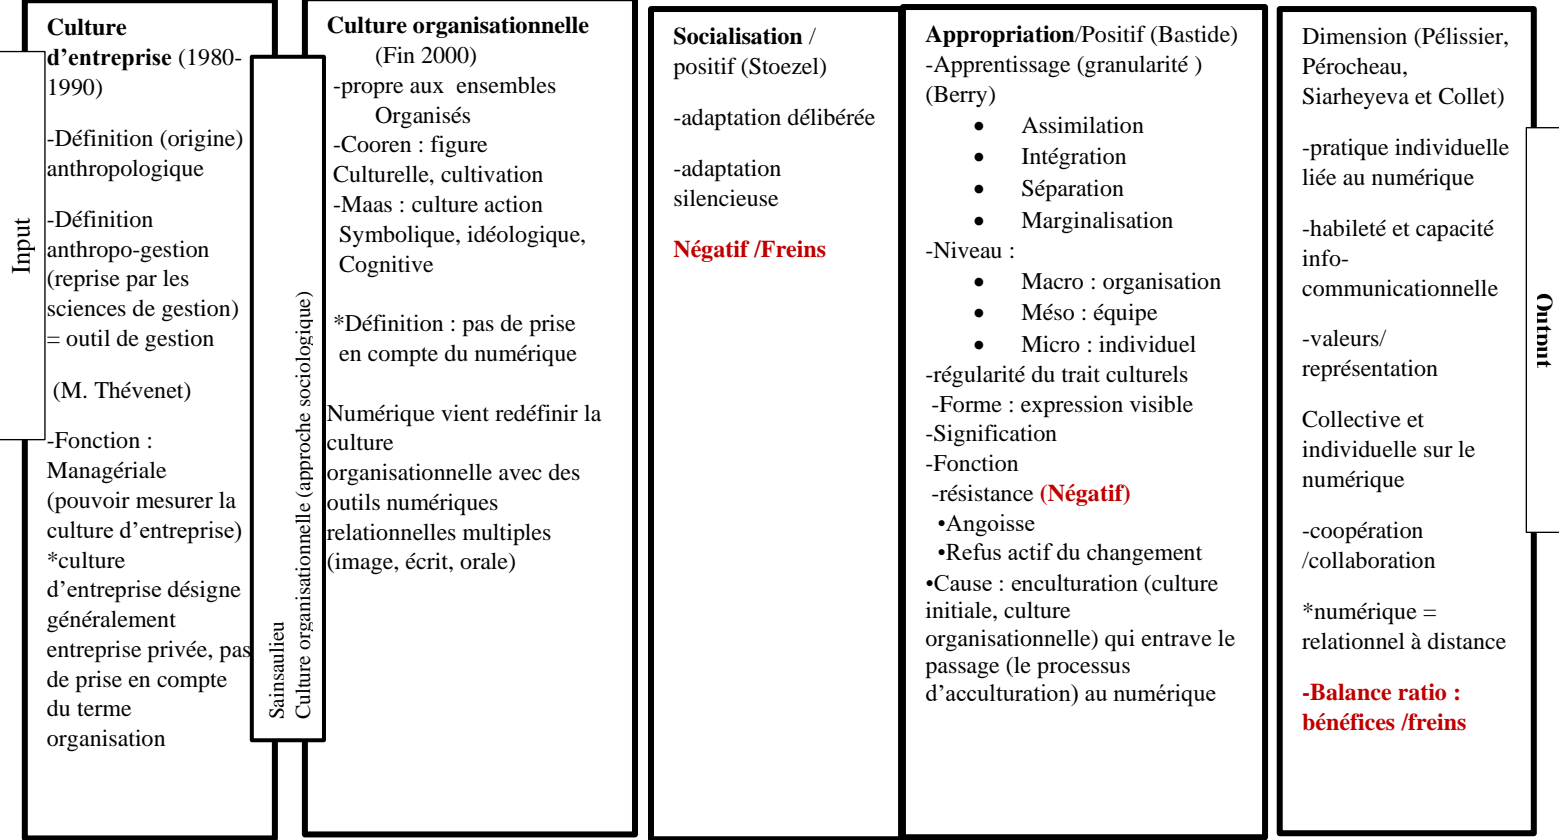 Input
Culture
d’entreprise (1980-
1990)
-Définition (origine)
anthropologique
-Définition
anthropo-gestion
(reprise par les
sciences de gestion)
= outil de gestion
(M. Thévenet)
-Fonction :
Managériale
(pouvoir mesurer la
culture d’entreprise)
*culture
d’entreprise désigne
généralement
entreprise privée, pas
de prise en compte
du terme
organisation
Sainsaulieu
Culture organisationnelle (approche sociologique)
Culture organisationnelle
(Fin 2000)
-propre aux ensembles
Organisés
-Cooren : figure
Culturelle, cultivation
-Maas : culture action
Symbolique, idéologique,
Cognitive
*Définition : pas de prise
en compte du numérique
Numérique vient redéfinir la
culture
organisationnelle avec des
outils numériques
relationnelles multiples
(image, écrit, orale)
Socialisation /
positif (Stoezel)
-adaptation délibérée
-adaptation
silencieuse
Négatif /Freins
Appropriation/Positif (Bastide)
-Apprentissage (granularité )
(Berry)
• Assimilation
• Intégration
• Séparation
• Marginalisation
-Niveau :
• Macro : organisation
• Méso : équipe
• Micro : individuel
-régularité du trait culturels
-Forme : expression visible
-Signification
-Fonction
-résistance (Négatif)
•Angoisse
•Refus actif du changement
•Cause : enculturation (culture
initiale, culture
organisationnelle) qui entrave le
passage (le processus
d’acculturation) au numérique
Dimension (Pélissier,
Pérocheau,
Siarheyeva et Collet)
-pratique individuelle
liée au numérique
-habileté et capacité
info-
communicationnelle
-valeurs/
représentation
Collective et
individuelle sur le
numérique
-coopération
/collaboration
*numérique =
relationnel à distance
-Balance ratio :
bénéfices /freins
Output